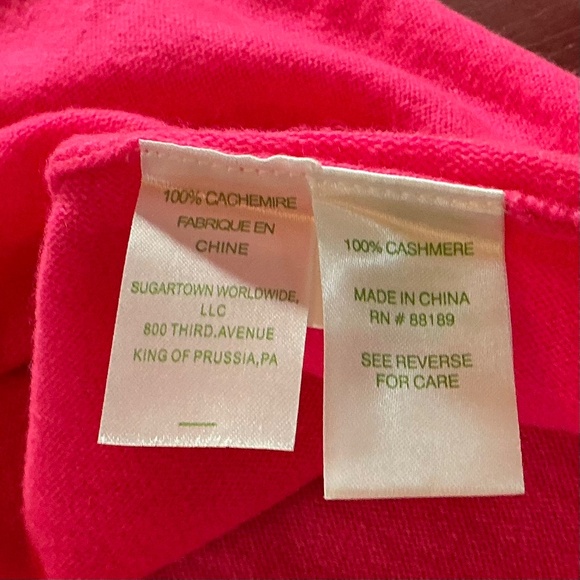 100% CACHEMIRE
FABRIQUE EN
CHINE
SUGARTOWN WORLDWIDE,
LLC
800 THIRD.AVENUE
KING OF PRUSSIA,PA
100% CASHMERE
MADE IN CHINA
RN # 88189
SEE REVERSE
FOR CARE